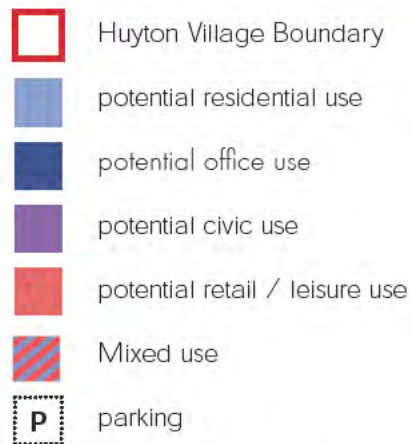 Huyton Village Boundary
potential residential use
potential office use
potential civic use
potential retail / leisure use
Mixed use
P parking